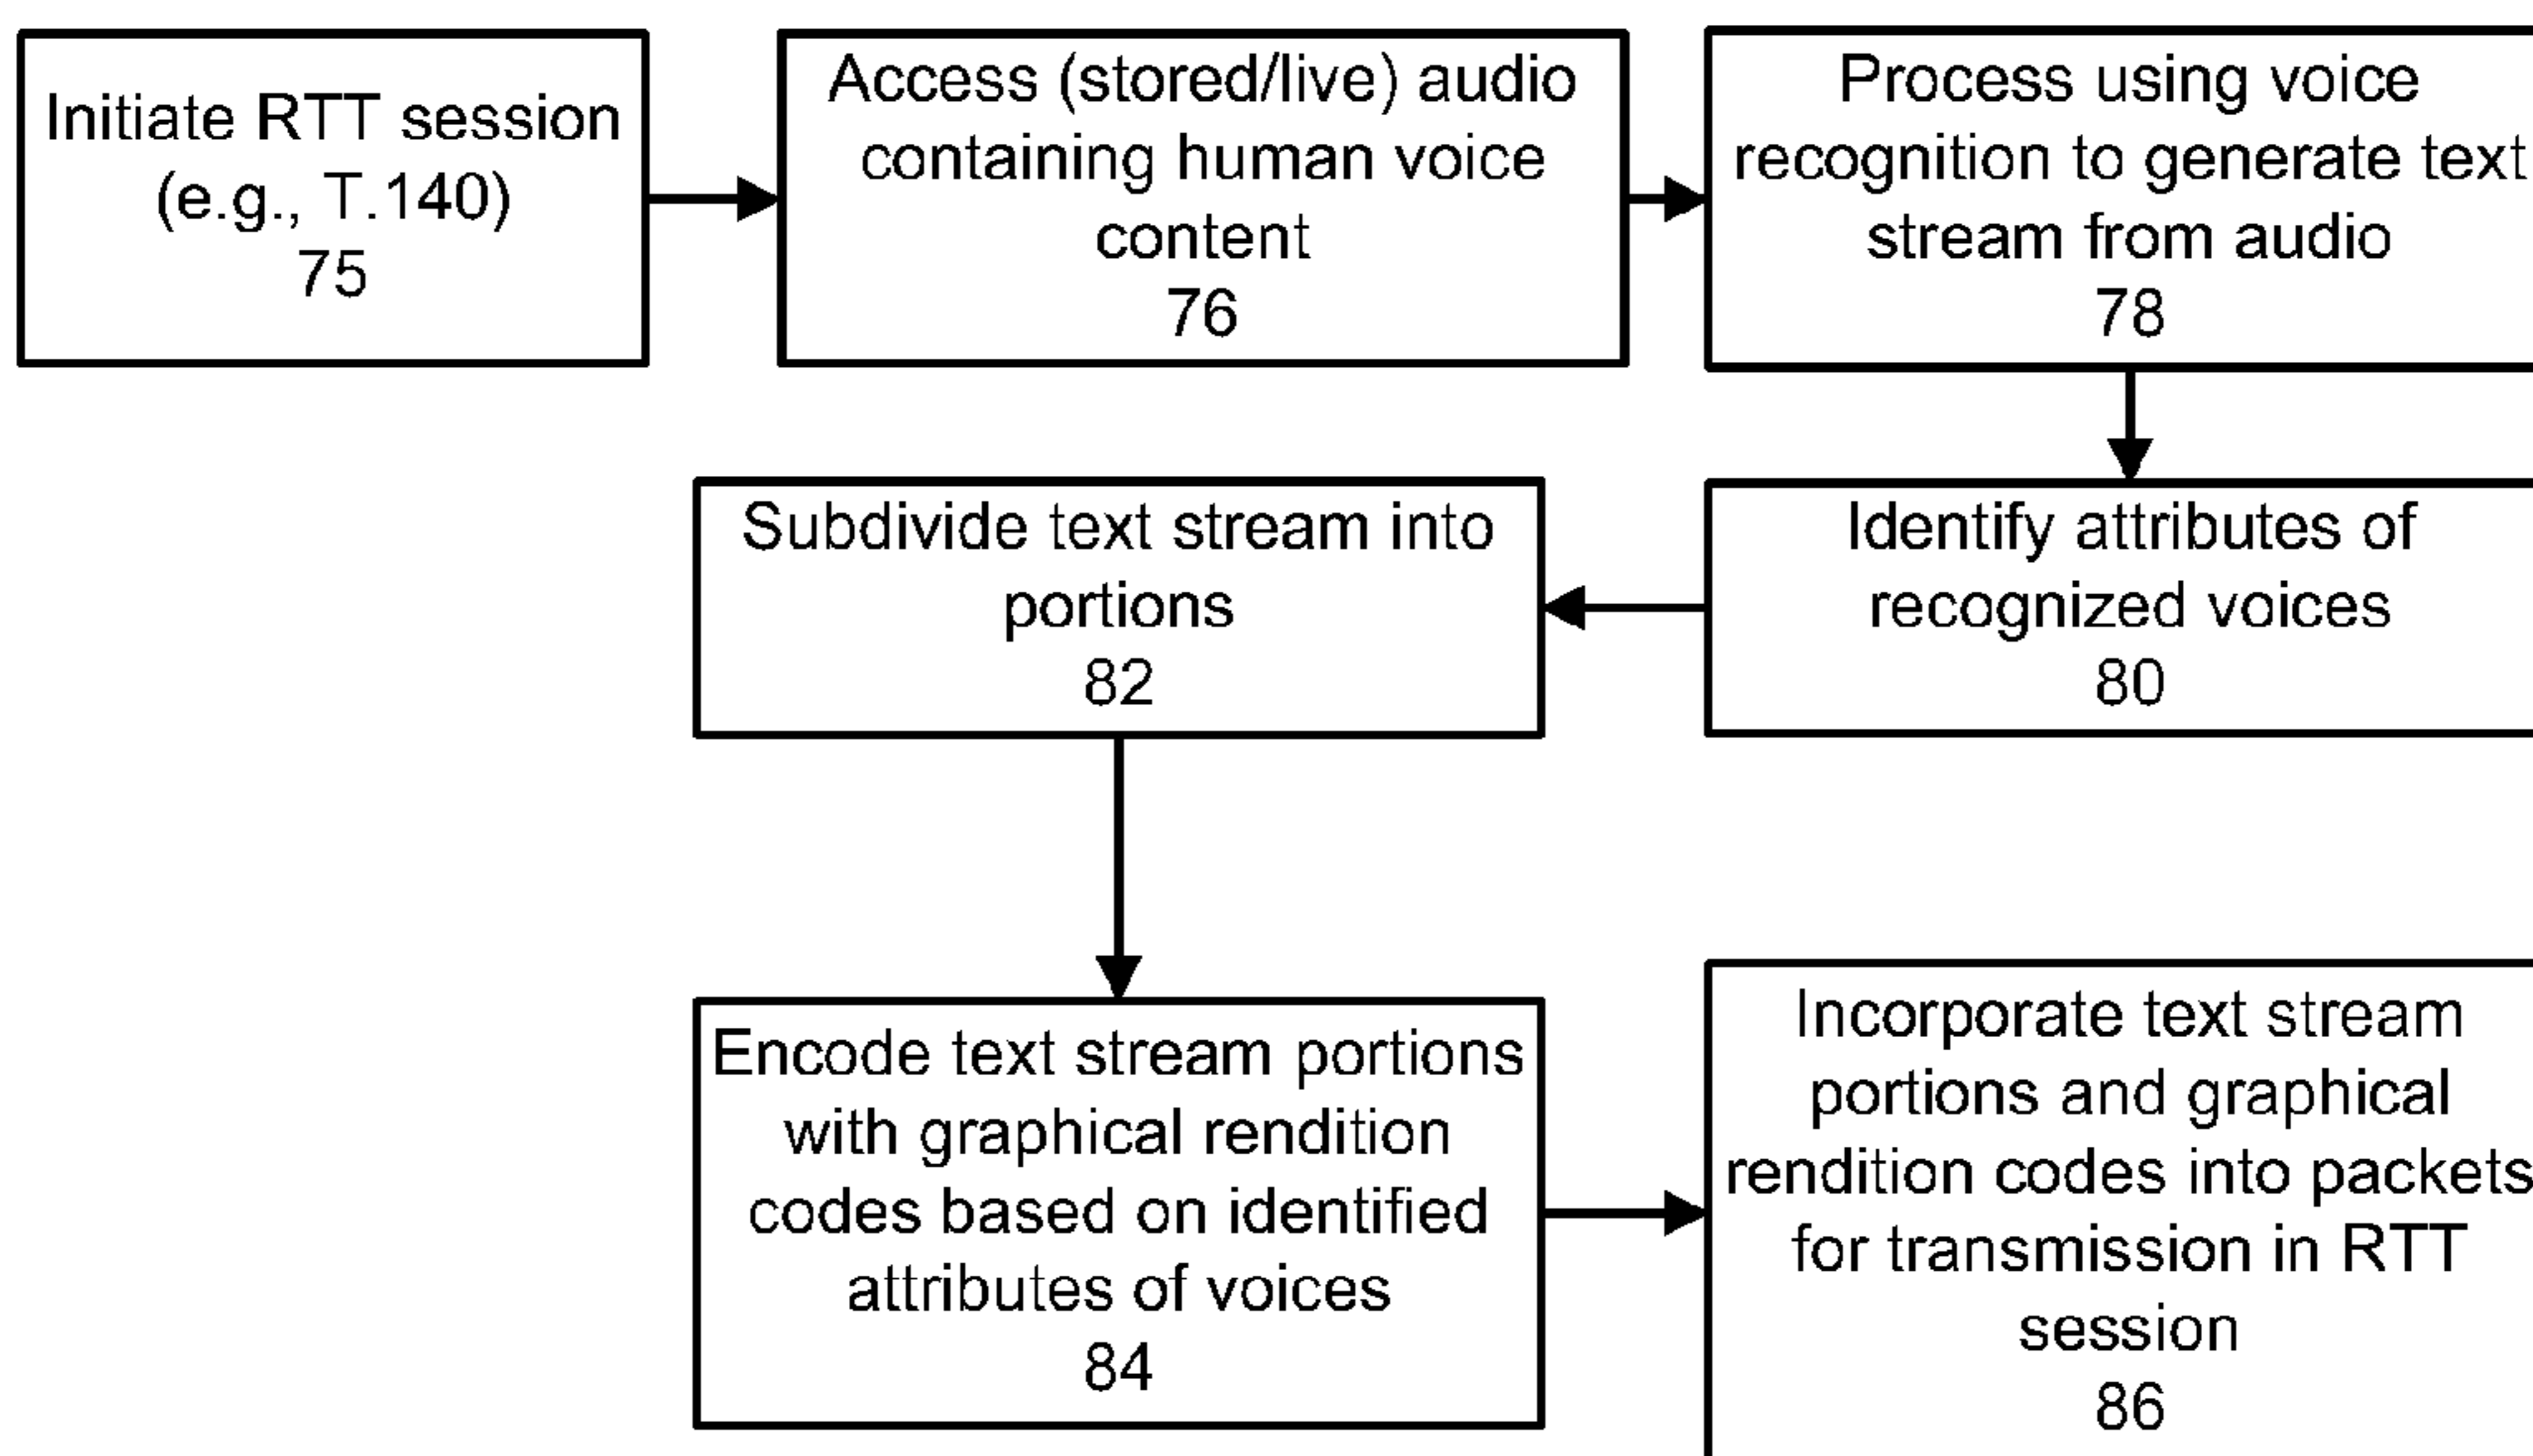 Initiate RTT session
(e.g., T.140)
75
Access (stored/live) audio
containing human voice
content
76
Process using voice
recognition to generate text
stream from audio
78
Identify attributes of
recognized voices
80
Subdivide text stream into
portions
82
Encode text stream portions
with graphical rendition
codes based on identified
attributes of voices
84
Incorporate text stream
portions and graphical
rendition codes into packets
for transmission in RTT
session
86